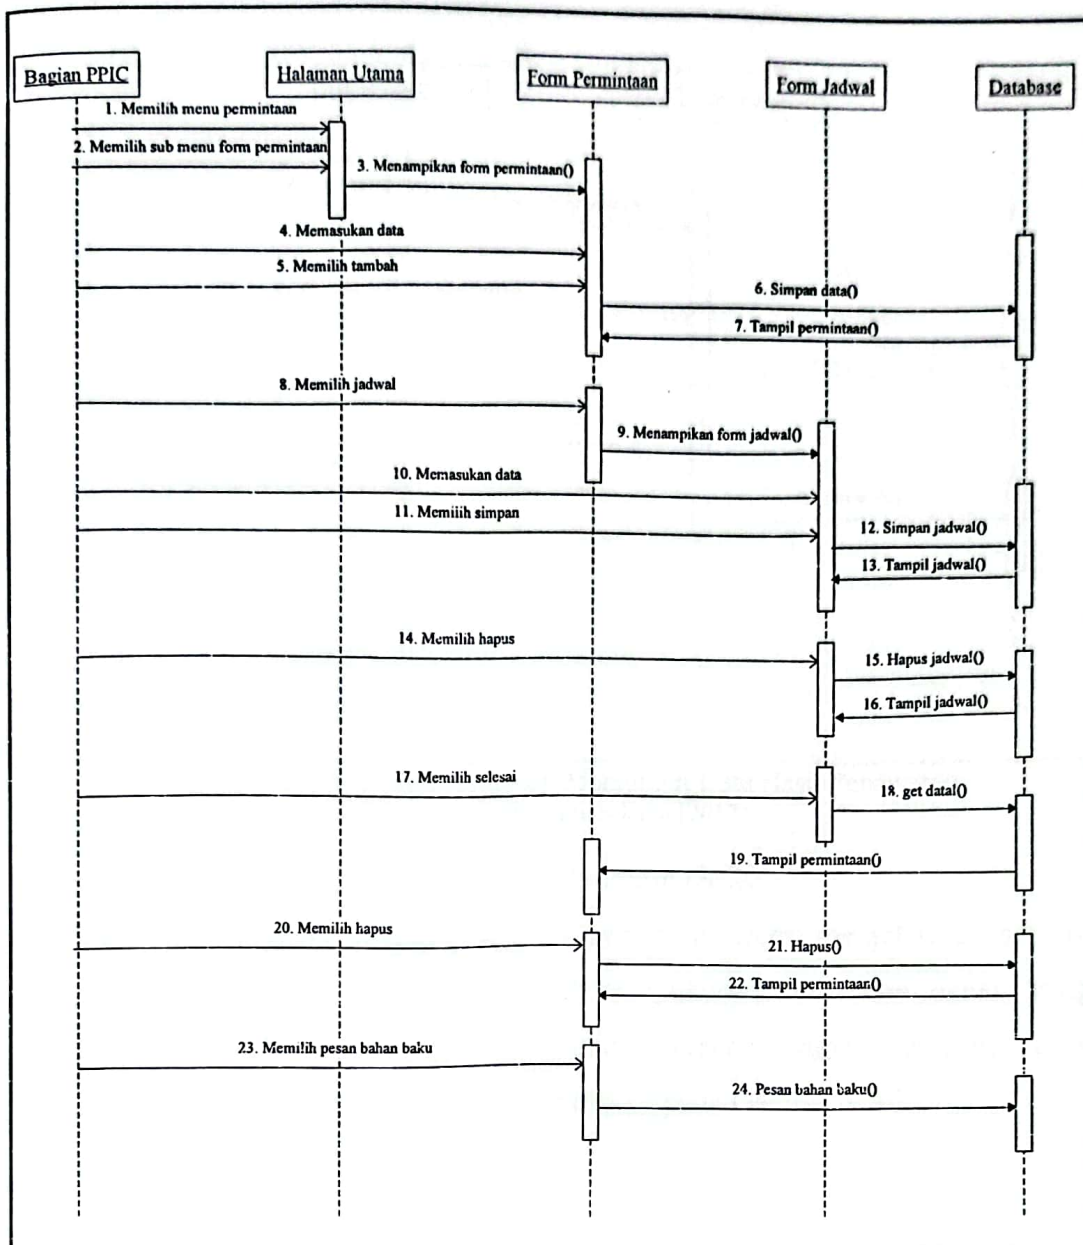 Bagian PPIC
Halaman Utama
Form Permintaan
Form Jadwal
Database
1. Memilih menu permintaan
2. Memilih sub menu form permintaan
3. Menampikan form permintaan()
4. Memasukan data
5. Memilih tambah
6. Simpan data()
7. Tampil permintaan()
8. Memilih jadwal
9. Menampikan form jadwal()
10. Memasukan data
11. Memilih simpan
12. Simpan jadwal()
13. Tampil jadwal()
14. Memilih hapus
15. Hapus jadwal()
16. Tampil jadwal()
17. Memilih selesai
18. get datal()
19. Tampil permintaan()
20. Memilih hapus
21. Hapus()
22. Tampil permintaan()
23. Memilih pesan bahan baku
24. Pesan bahan baku()